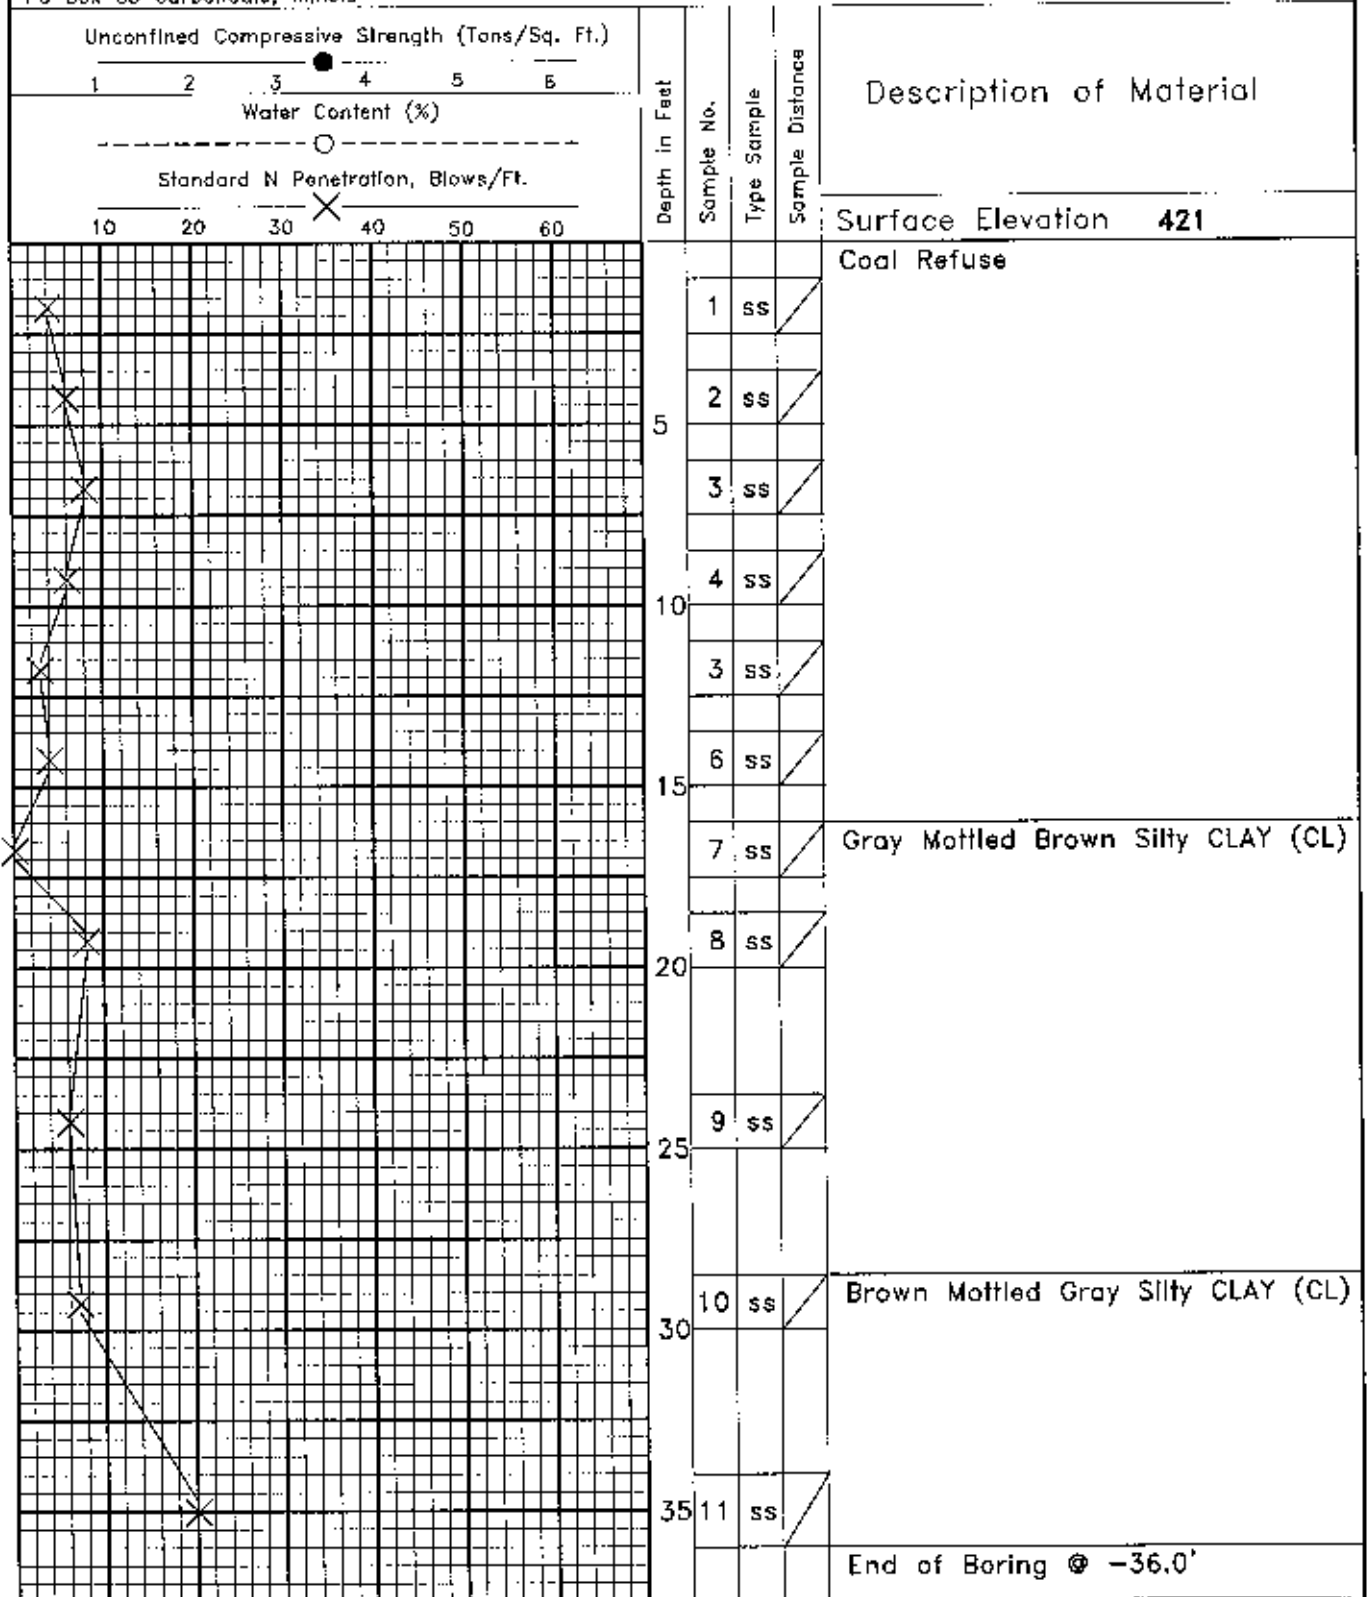 Unconfined Compressive Strength (Tons/Sq. Ft.)
1 2 3 4 5 6
Water Content (%)
Standard N Penetration, Blows/Ft.
10 20 30 40 50 60
Depth in Feet
Sample No.
Type Sample
Sample Distance
Description of Material
Surface Elevation 421
Coal Refuse
1 ss
2 ss
5
3 ss
4 ss
10
3 ss
6 ss
15
7 ss Gray Mottled Brown Silty CLAY (CL)
8 ss
20
9 ss
25
10 ss Brown Mottled Gray Silty CLAY (CL)
30
35 11 ss
End of Boring @ -36.0'